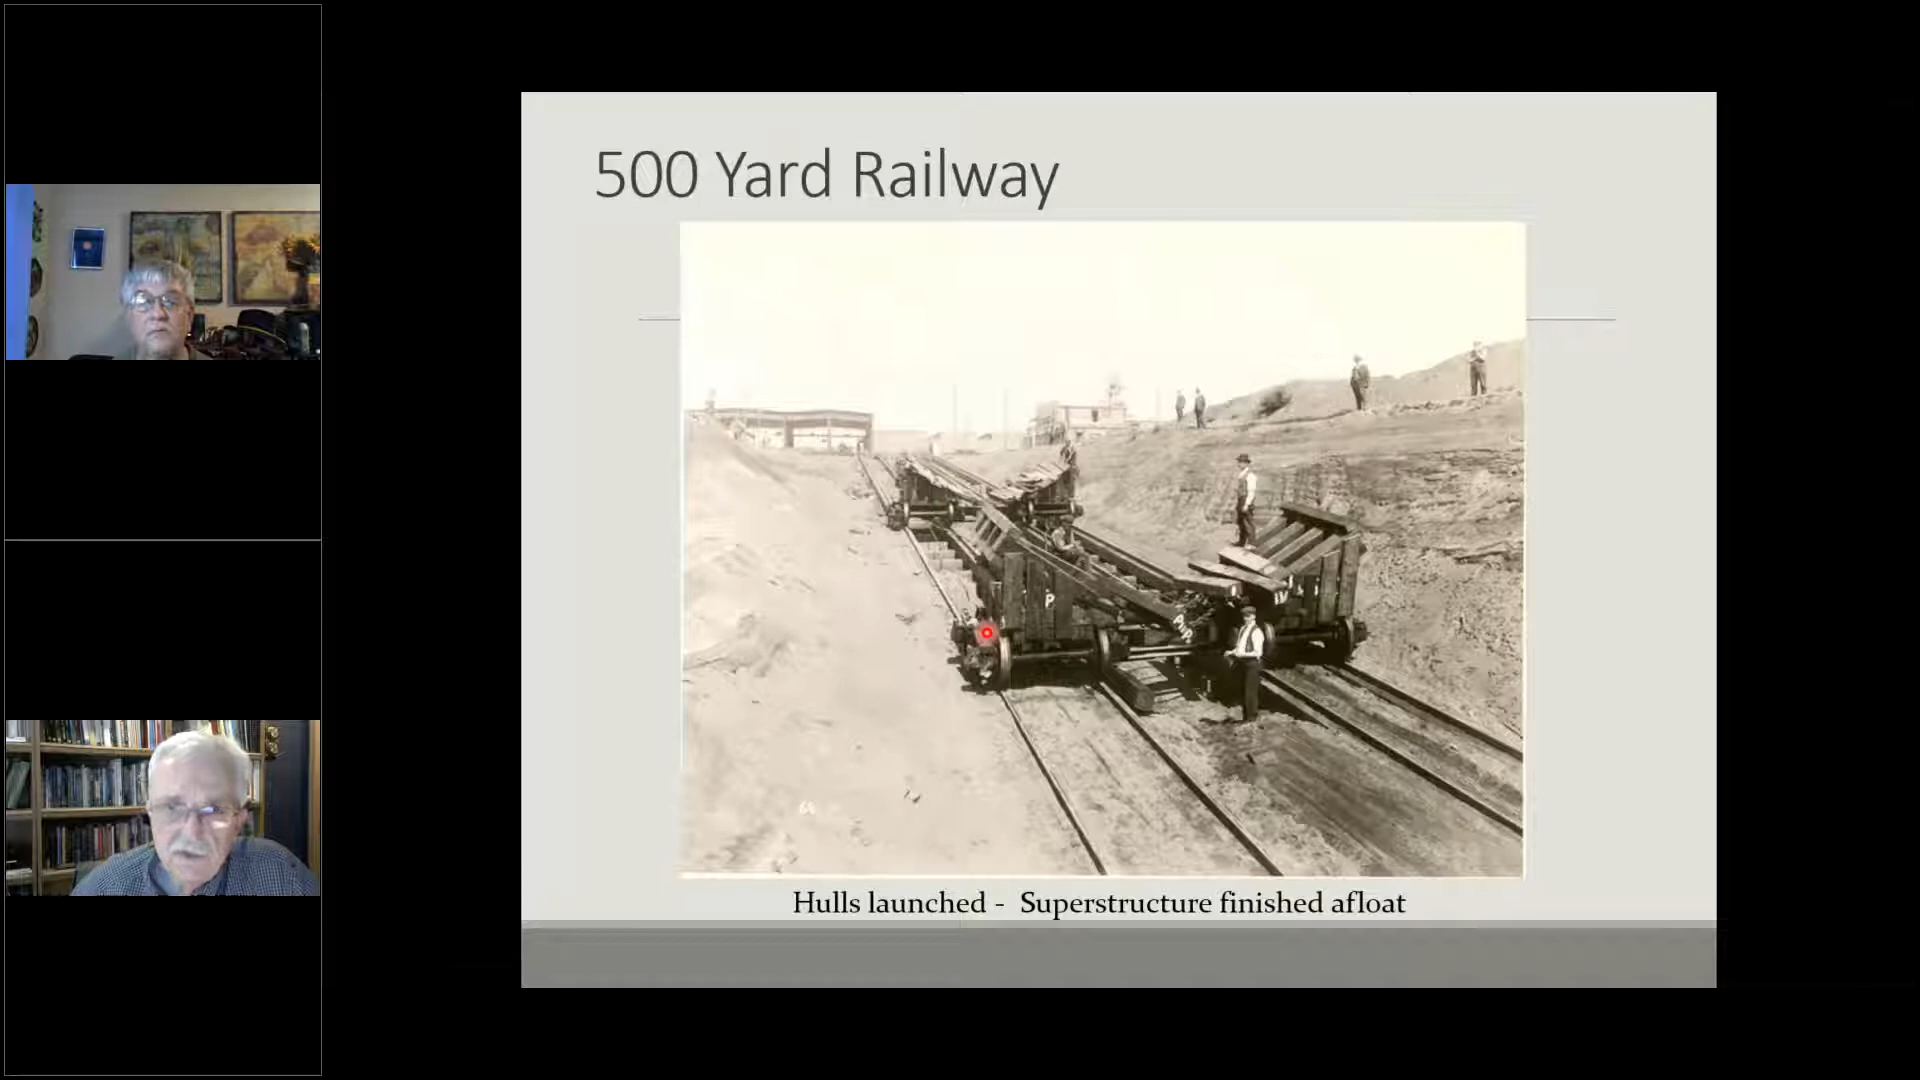 500 Yard Railway
P
Hulls launched - Superstructure finished afloat